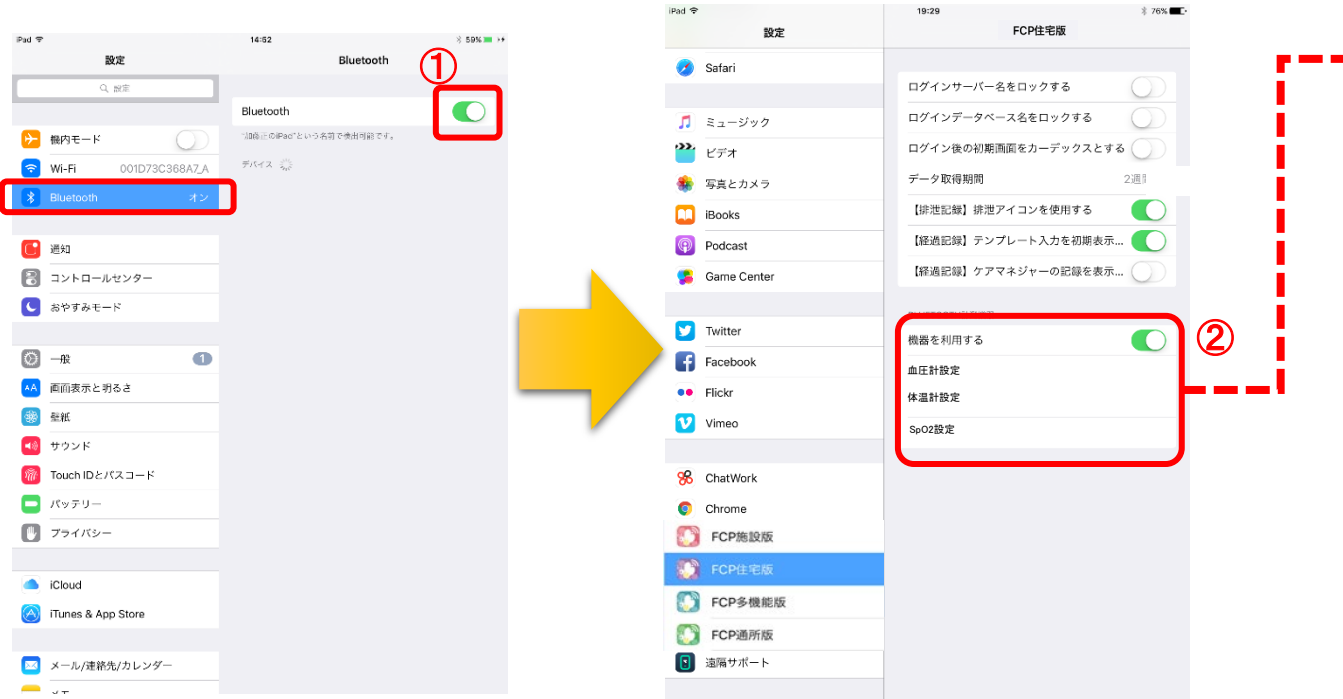 iPad
14:52
59%
設定
Bluetooth
①
設定
Bluetooth
機内モード
Wi-Fi
001D73C368A7_A
デバイス
Bluetooth
オン
通知
コントロールセンター
おやすみモード
一般
1
AA
画面表示と明るさ
壁紙
サウンド
Touch IDとパスコード
バッテリー
プライバシー
iCloud
iTunes & App Store
メール/連絡先/カレンダー
メモ
iPad
19:29
76%
設定
FCP住宅版
Safari
ミュージック
ビデオ
写真とカメラ
iBooks
Podcast
Game Center
Twitter
Facebook
Flickr
Vimeo
ChatWork
Chrome
FCP施設版
FCP住宅版
FCP多機能版
FCP通所版
遠隔サポート
ログインサーバー名をロックする
ログインデータベース名をロックする
ログイン後の初期画面をカーデックスとする
データ取得期間
2週
【排泄記録】排泄アイコンを使用する
【経過記録】テンプレート入力を初期表示...
【経過記録】ケアマネジャーの記録を表示...
機器を利用する
②
血圧計設定
体温計設定
SpO2設定